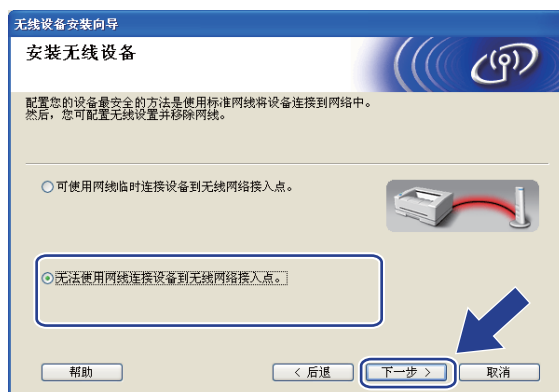 无线设备安装向导
安装无线设备
配置您的设备最安全的方法是使用标准网线将设备连接到网络中。
然后，您可配置无线设置并移除网线。
可使用网线临时连接设备到无线网络接入点。
无法使用网线连接设备到无线网络接入点。
帮助
< 后退
下一步 >
取消